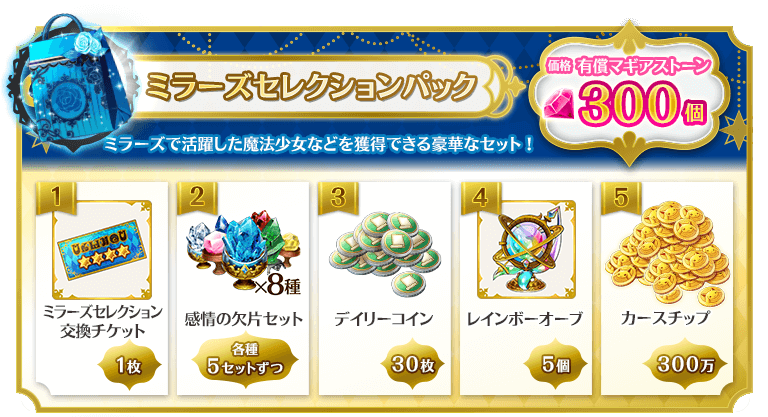 ミラーズセレクションパック
価格 有償マギアストーン
300個
ミラーズで活躍した魔法少女などを獲得できる豪華なセット！
1
ミラーズセレクション
交換チケット
1枚
2
×8種
感情の欠片セット
各種
5セットずつ
3
デイリーコイン
30枚
4
レインボーオーブ
5個
5
カースチップ
300万